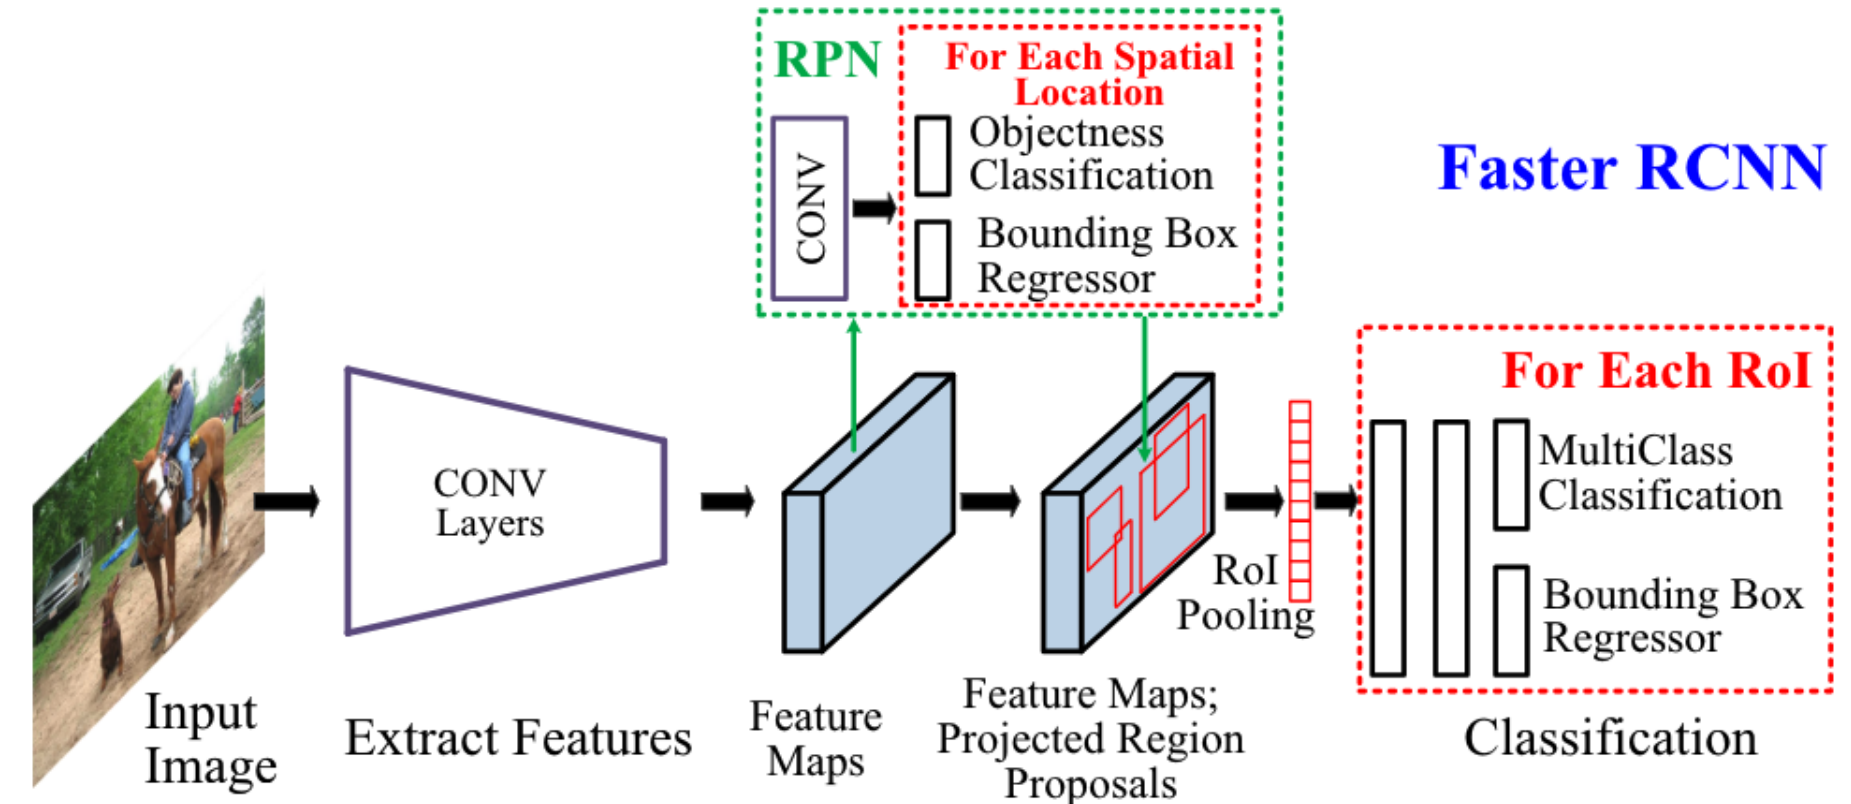 RPN
For Each Spatial
Location
CONV
Objectness
Classification
Bounding Box
Regressor
Faster RCNN
CONV
Layers
RoI
Pooling
For Each RoI
MultiClass
Classification
Bounding Box
Regressor
Input
Image
Extract Features
Feature
Maps
Feature Maps;
Projected Region
Proposals
Classification